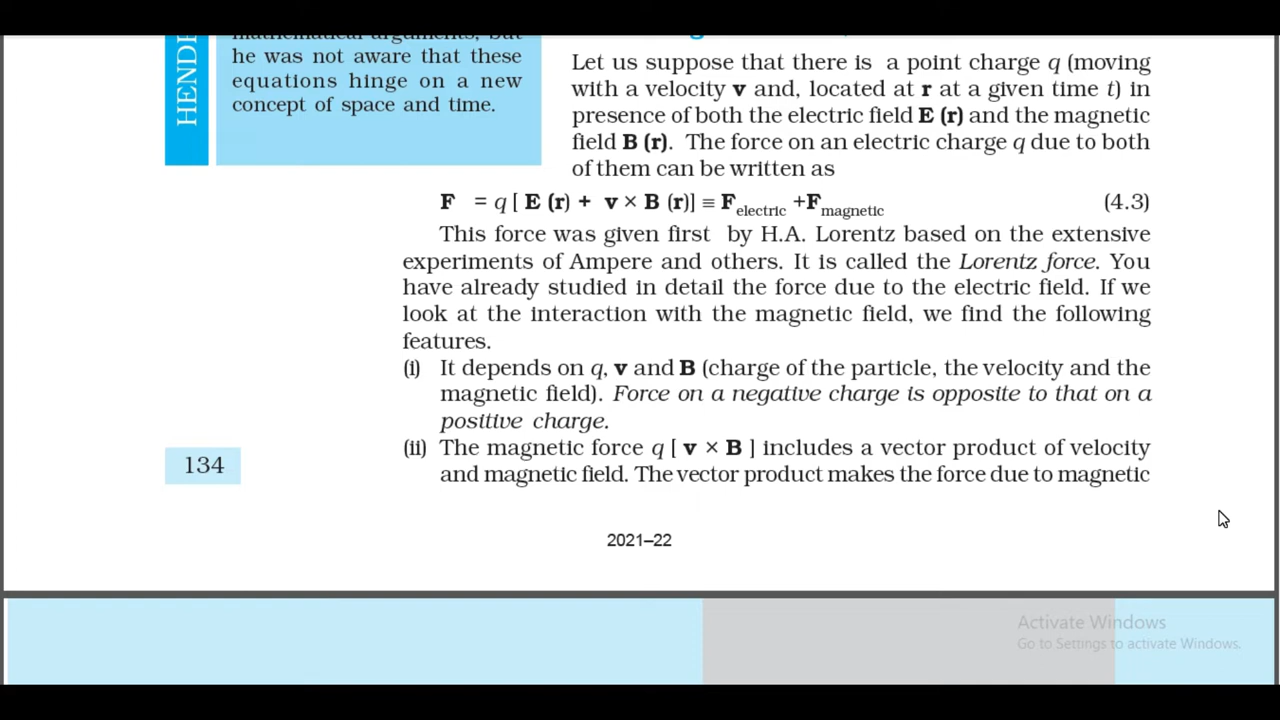 mathematical arguments, but
he was not aware that these
equations hinge on a new
concept of space and time.
HENDE
Let us suppose that there is a point charge q (moving
with a velocity v and, located at r at a given time t) in
presence of both the electric field E (r) and the magnetic
field B (r). The force on an electric charge q due to both
of them can be written as
F = q [ E (r) + v × B (r)] ≡ Felectric +Fmagnetic (4.3)
This force was given first by H.A. Lorentz based on the extensive
experiments of Ampere and others. It is called the Lorentz force. You
have already studied in detail the force due to the electric field. If we
look at the interaction with the magnetic field, we find the following
features.
(i) It depends on q, v and B (charge of the particle, the velocity and the
magnetic field). Force on a negative charge is opposite to that on a
positive charge.
(ii) The magnetic force q [ v × B ] includes a vector product of velocity
and magnetic field. The vector product makes the force due to magnetic
134
2021–22
Activate Windows
Go to Settings to activate Windows.